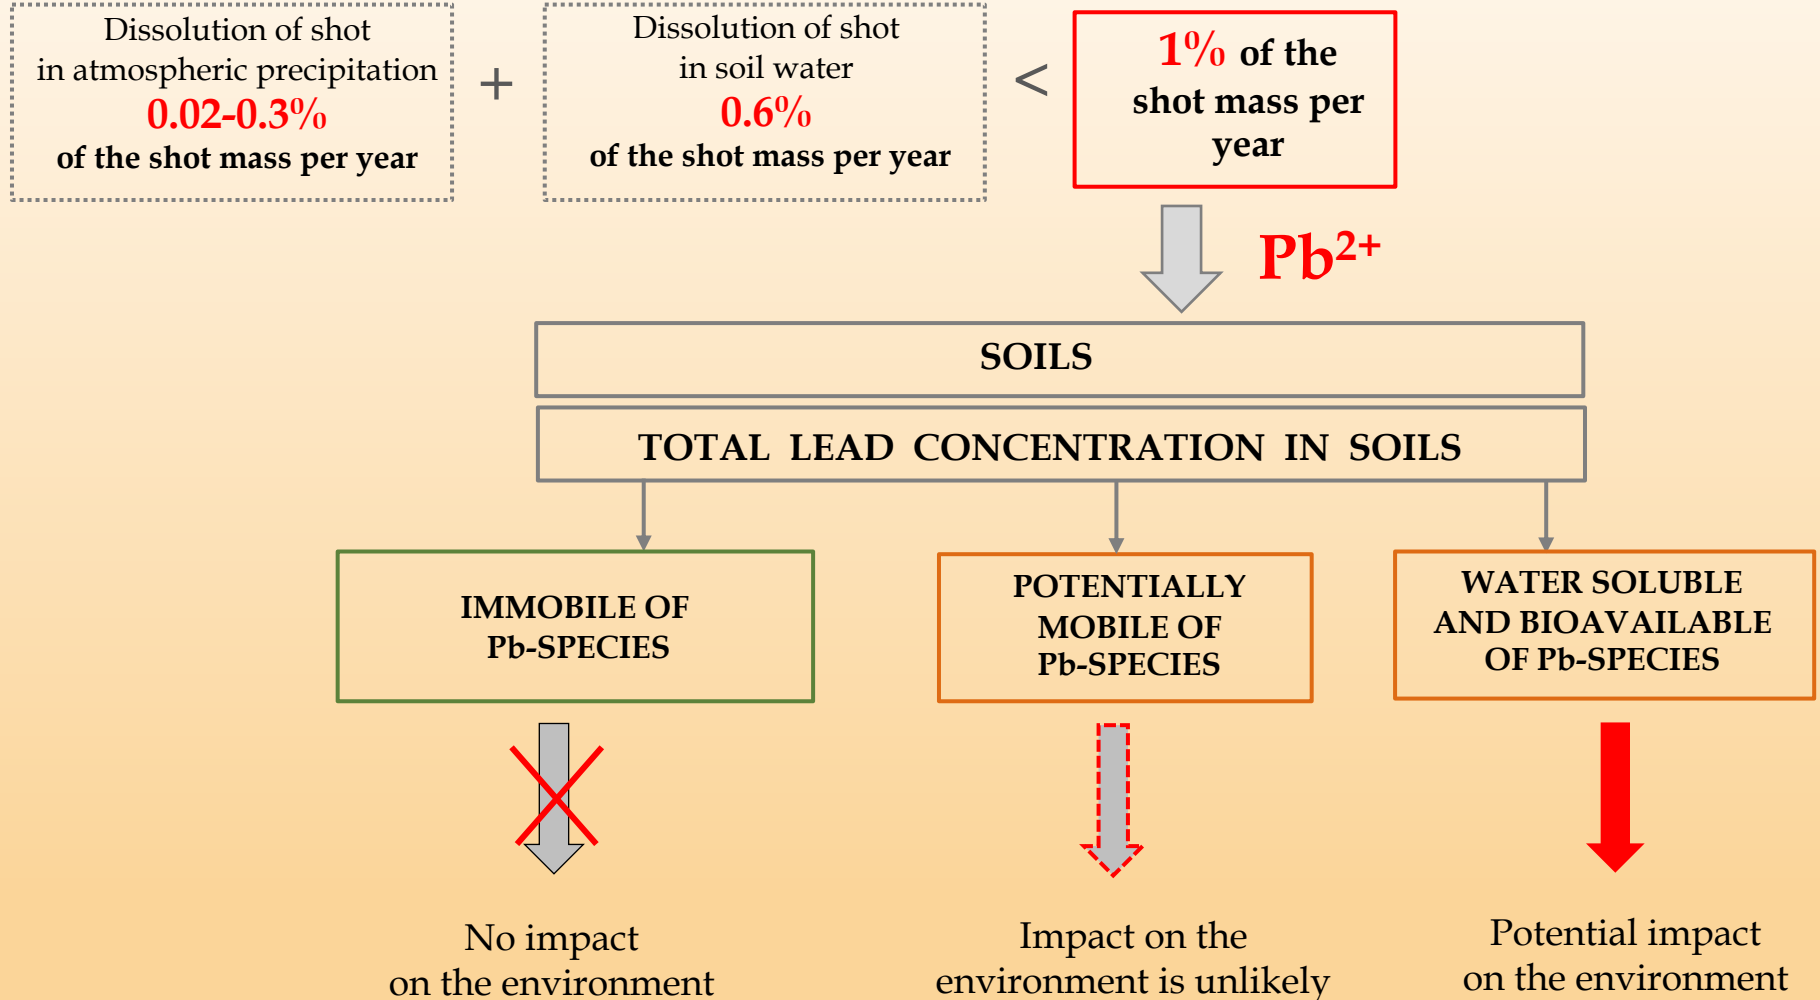 Dissolution of shot
in atmospheric precipitation
0.02-0.3%
of the shot mass per year
+
Dissolution of shot
in soil water
0.6%
of the shot mass per year
<
1% of the
shot mass per
year
Pb²⁺
SOILS
TOTAL LEAD CONCENTRATION IN SOILS
IMMOBILE OF
Pb-SPECIES
POTENTIALLY
MOBILE OF
Pb-SPECIES
WATER SOLUBLE
AND BIOAVAILABLE
OF Pb-SPECIES
No impact
on the environment
Impact on the
environment is unlikely
Potential impact
on the environment